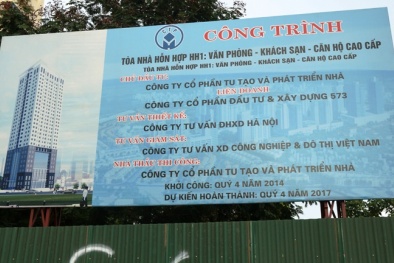 CTP
CÔNG TRÌNH
TÒA NHÀ HỖN HỢP HH1: VĂN PHÒNG - KHÁCH SẠN - CĂN HỘ CAO CẤP
TÒA NHÀ HỖN HỢP HH1: VĂN PHÒNG - KHÁCH SẠN - CĂN HỘ CAO CẤP
CHỦ ĐẦU TƯ:
CÔNG TY CỔ PHẦN TU TẠO VÀ PHÁT TRIỂN NHÀ
LIÊN DOANH
CÔNG TY CỔ PHẦN ĐẦU TƯ & XÂY DỰNG 573
TƯ VẤN THIẾT KẾ:
CÔNG TY TƯ VẤN ĐHXD HÀ NỘI
TƯ VẤN GIÁM SÁT:
CÔNG TY TƯ VẤN XD CÔNG NGHIỆP & ĐÔ THỊ VIỆT NAM
NHÀ THẦU THI CÔNG:
CÔNG TY CỔ PHẦN TU TẠO VÀ PHÁT TRIỂN NHÀ
KHỞI CÔNG: QUÝ 4 NĂM 2014
DỰ KIẾN HOÀN THÀNH: QUÝ 4 NĂM 2017